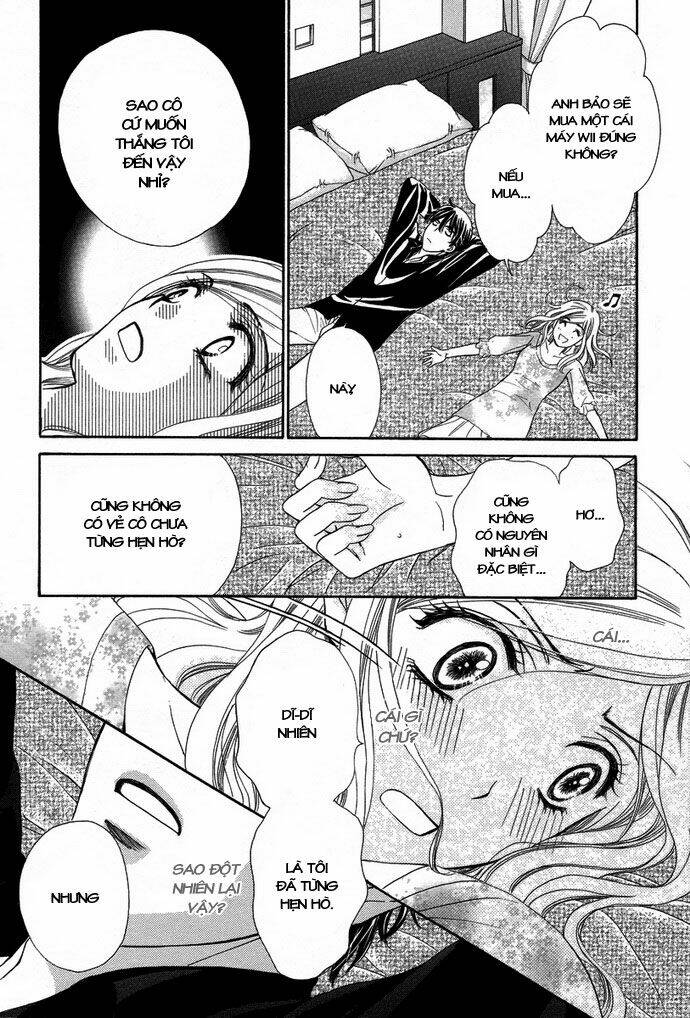 ANH BẢO SẼ
MUA MỘT CÁI
MÁY WII ĐÚNG
KHÔNG?
NẾU
MUA...
NÀY,
SAO CÔ
CỨ MUỐN
THẮNG TÔI
ĐẾN VẬY
NHỈ?
HƠ...
CŨNG
KHÔNG
CÓ NGUYÊN
NHÂN GÌ
ĐẶC BIỆT...
CŨNG KHÔNG
CÓ VẺ CÔ CHƯA
TỪNG HẸN HÒ?
CÁI...
CÁI GÌ
CHỨ?
DĨ-DĨ
NHIÊN
LÀ TÔI
ĐÃ TỪNG
HẸN HÒ.
SAO ĐỘT
NHIÊN LẠI
VẬY?
NHƯNG